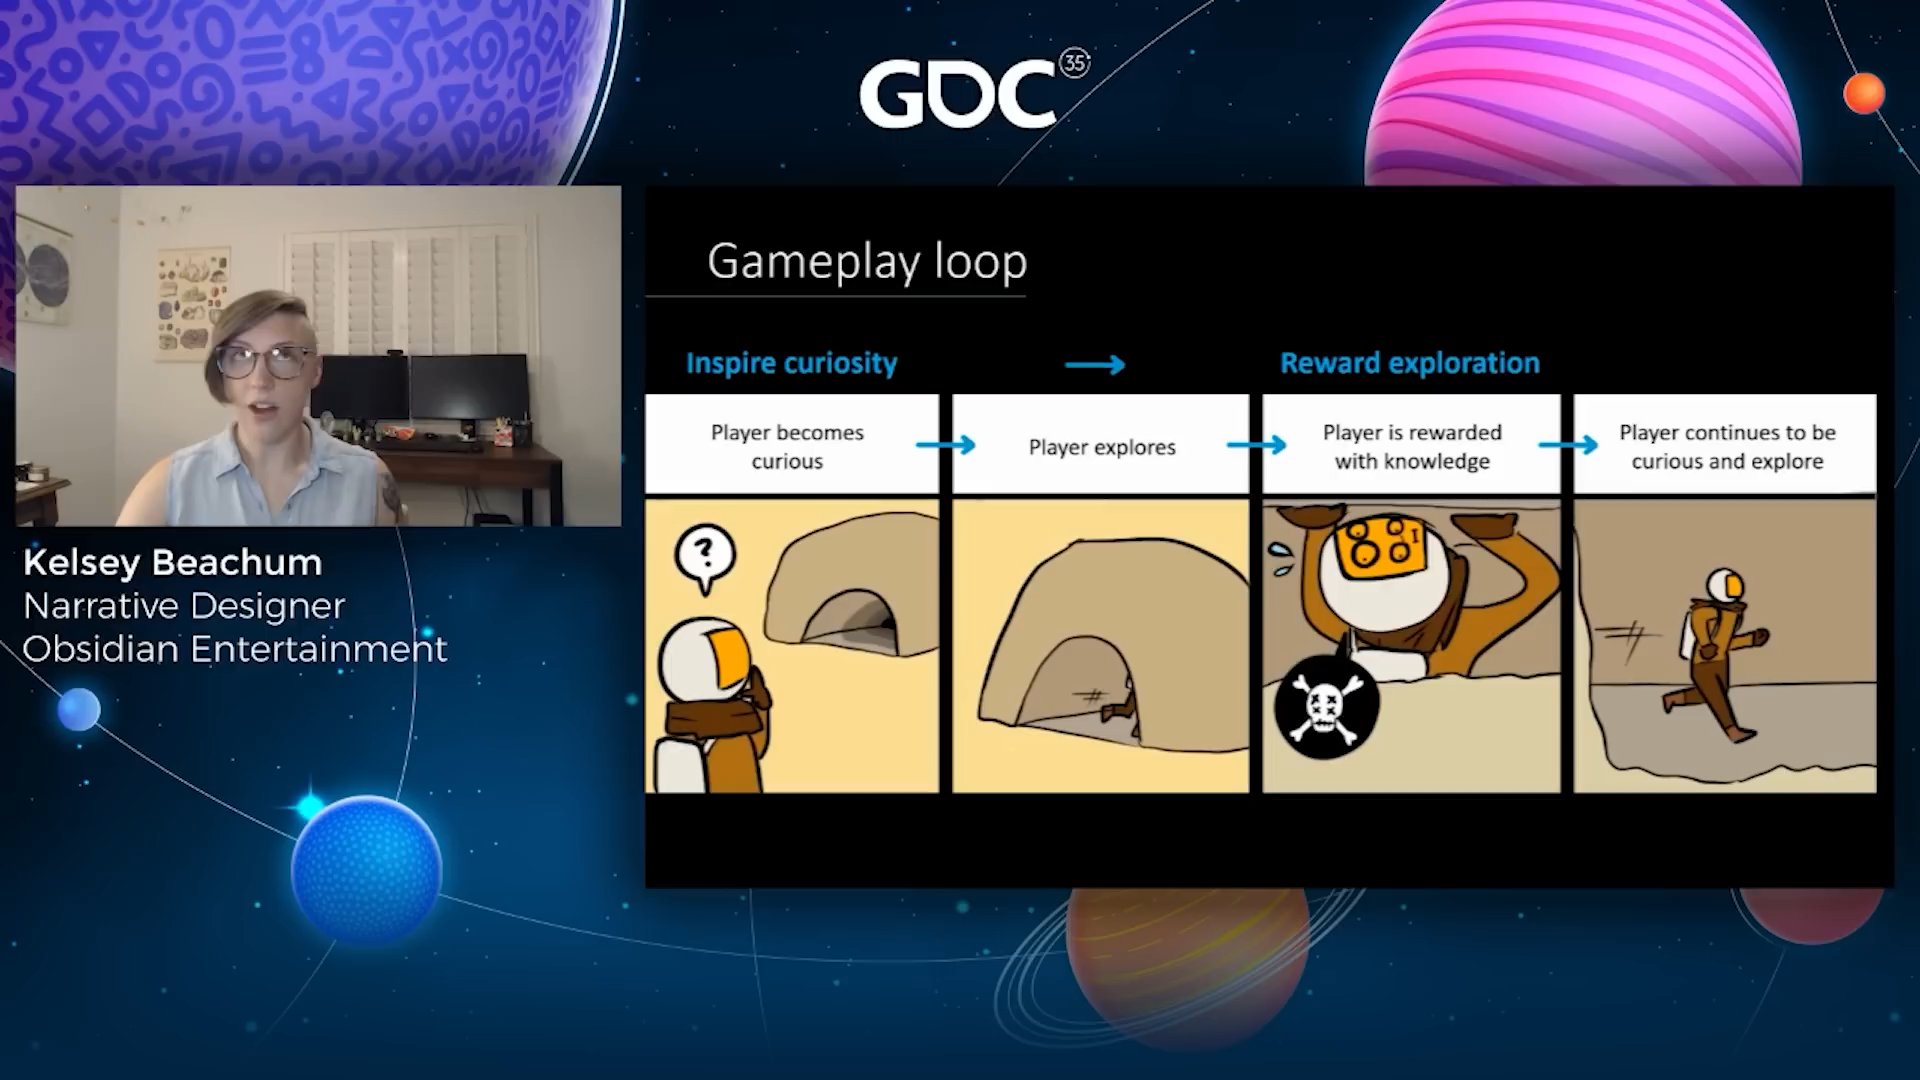 GDC 35
Gameplay loop
Inspire curiosity
Reward exploration
Player becomes
curious
Player explores
Player is rewarded
with knowledge
Player continues to be
curious and explore
?
Kelsey Beachum
Narrative Designer
Obsidian Entertainment